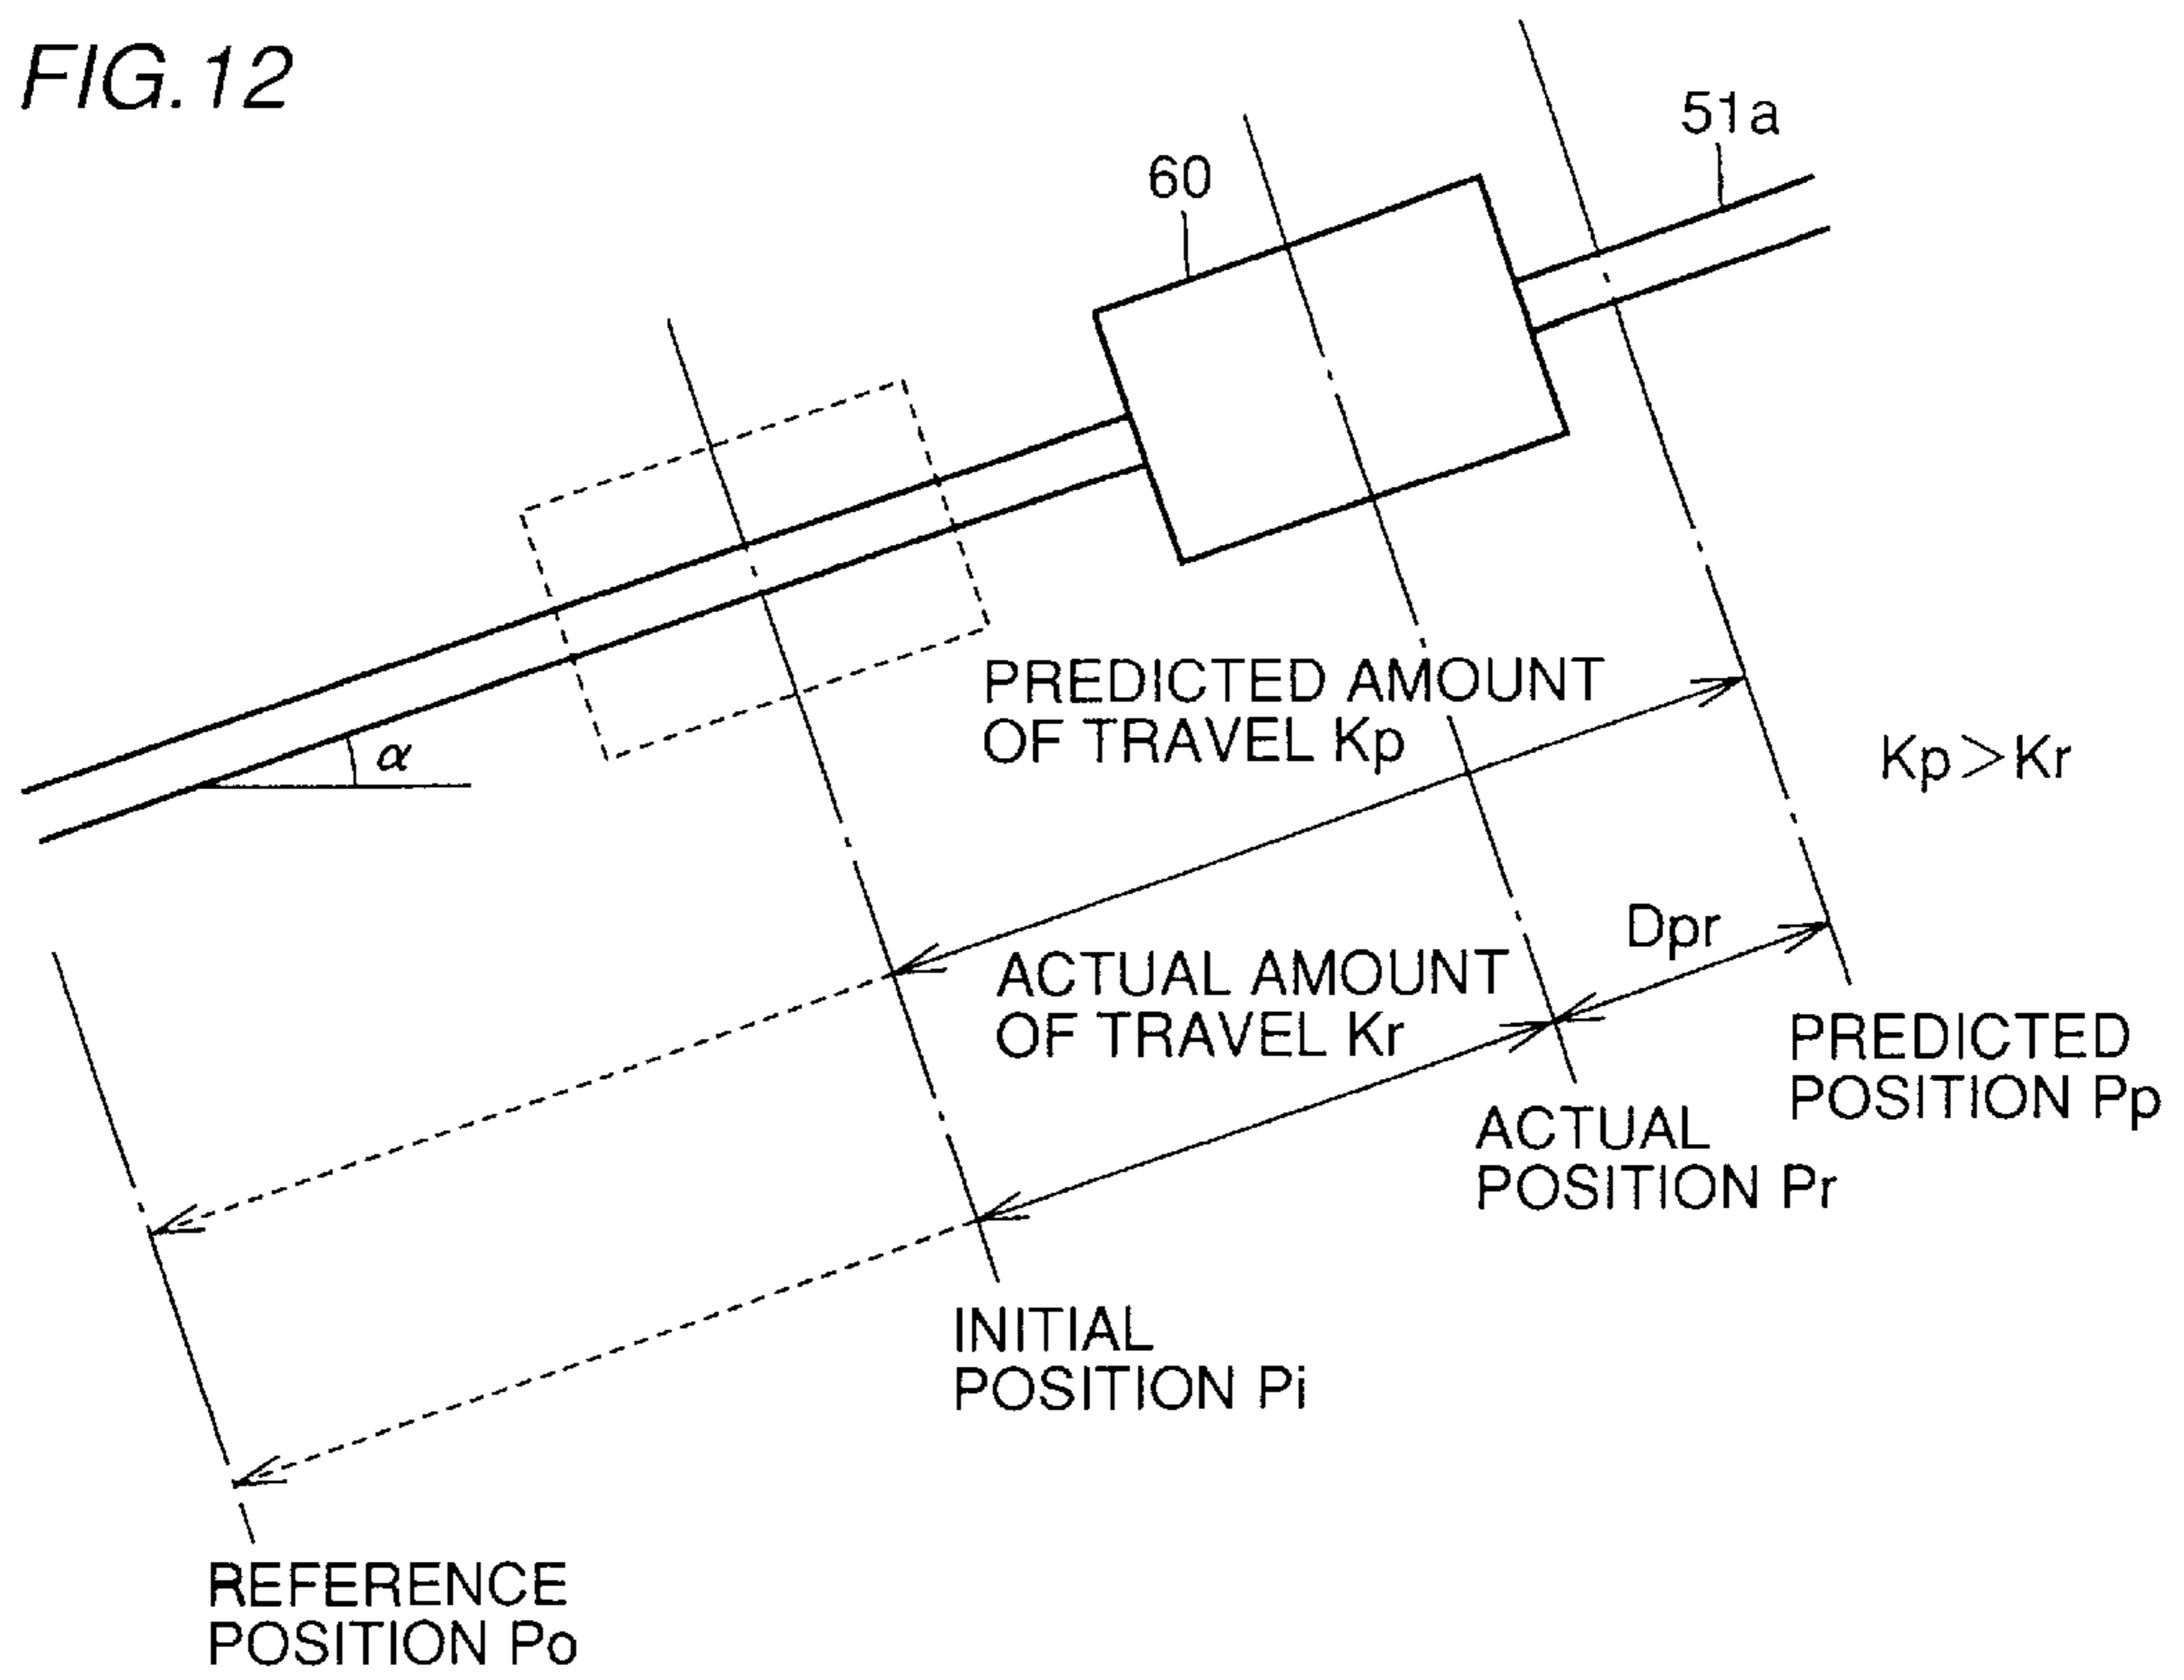 FIG.12
51a
60
α
PREDICTED AMOUNT
OF TRAVEL Kp
Kp>Kr
Dpr
ACTUAL AMOUNT
OF TRAVEL Kr
PREDICTED
POSITION Pp
ACTUAL
POSITION Pr
INITIAL
POSITION Pi
REFERENCE
POSITION Po